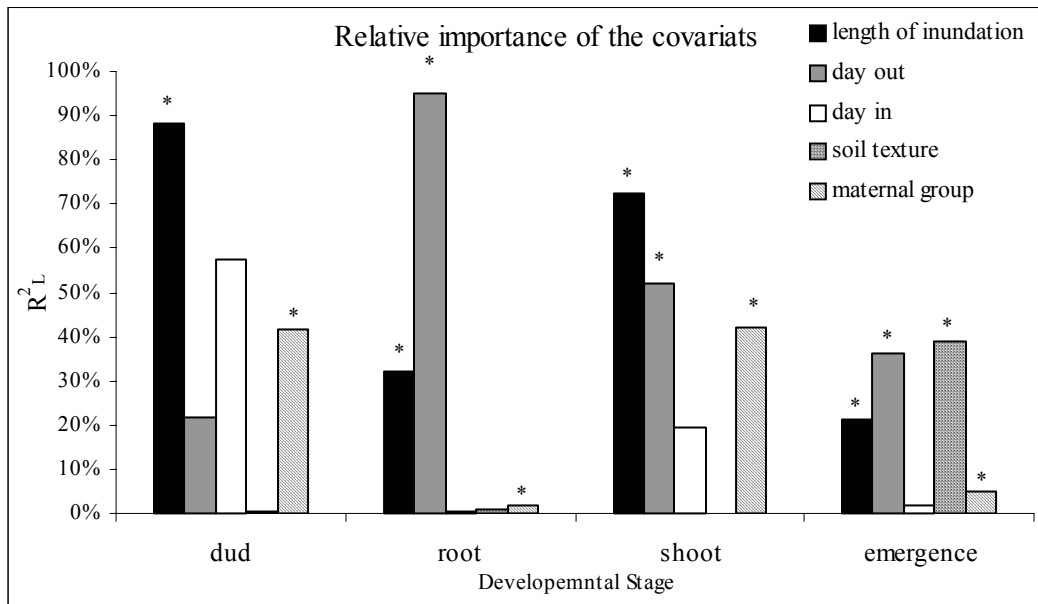 Relative importance of the covariats
length of inundation
day out
day in
soil texture
maternal group
100%
90%
80%
70%
60%
50%
40%
30%
20%
10%
0%
R²L
* * * * * * * * * * * *
dud root shoot emergence
Developemntal Stage